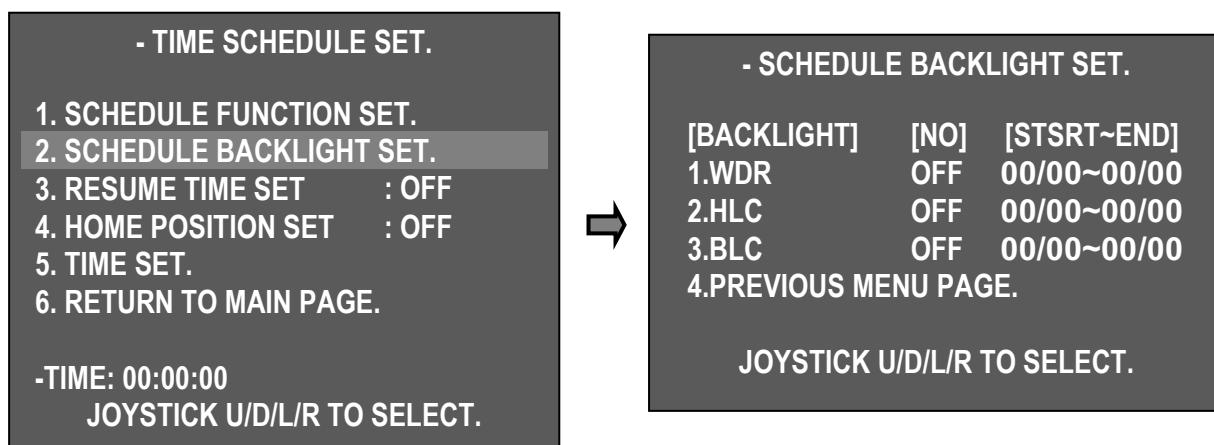 - TIME SCHEDULE SET.
1. SCHEDULE FUNCTION SET.
2. SCHEDULE BACKLIGHT SET.
3. RESUME TIME SET : OFF
4. HOME POSITION SET : OFF
5. TIME SET.
6. RETURN TO MAIN PAGE.
-TIME: 00:00:00
JOYSTICK U/D/L/R TO SELECT.
- SCHEDULE BACKLIGHT SET.
[BACKLIGHT] [NO] [STSRT~END]
1.WDR OFF 00/00~00/00
2.HLC OFF 00/00~00/00
3.BLC OFF 00/00~00/00
4.PREVIOUS MENU PAGE.
JOYSTICK U/D/L/R TO SELECT.